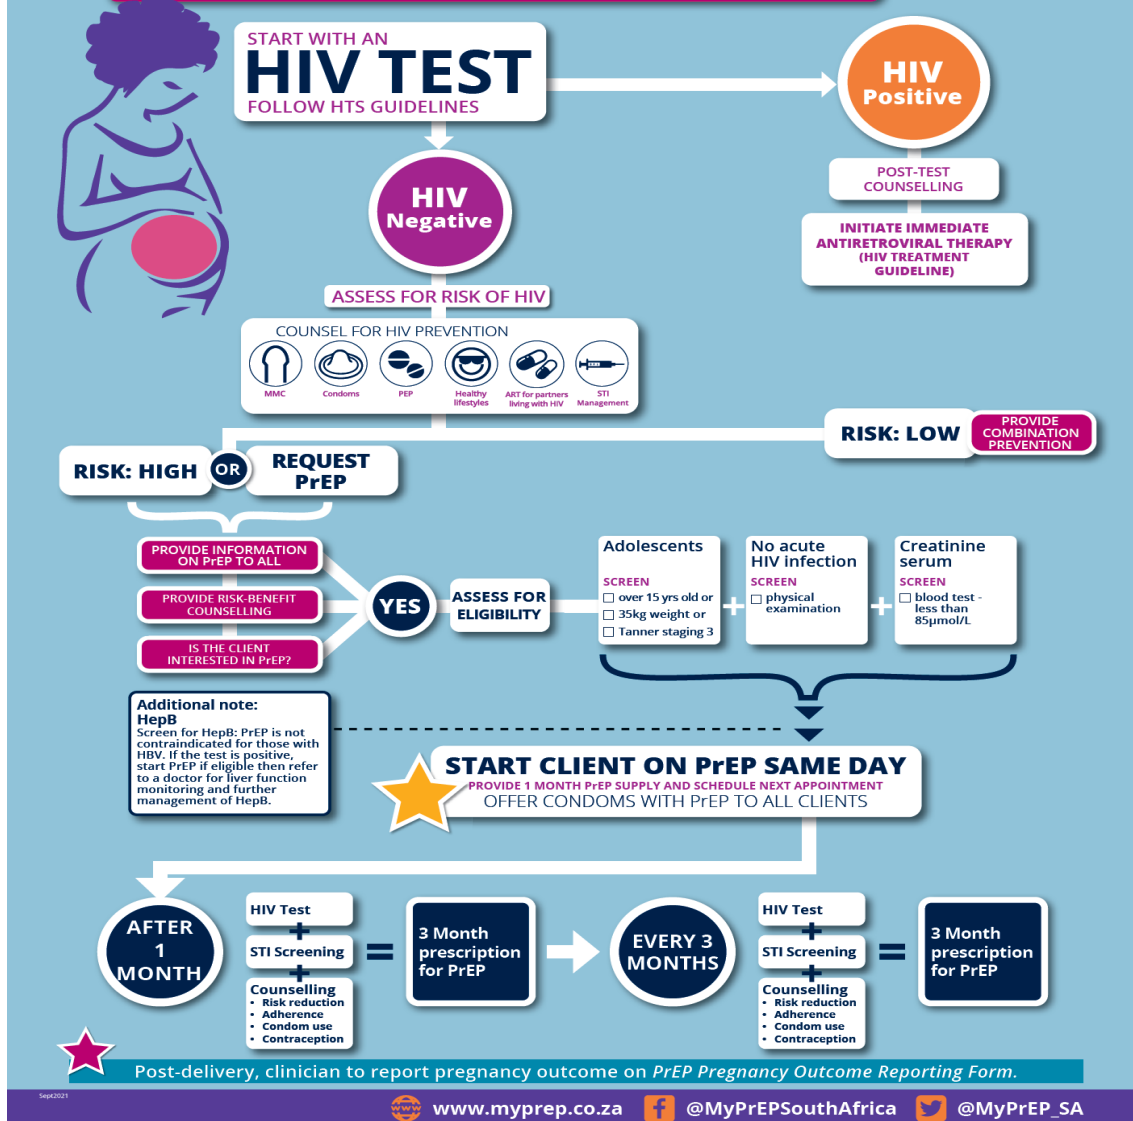 START WITH AN
HIV TEST
FOLLOW HTS GUIDELINES
HIV
Positive
POST-TEST
COUNSELLING
INITIATE IMMEDIATE
ANTIRETROVIRAL THERAPY
(HIV TREATMENT
GUIDELINE)
HIV
Negative
ASSESS FOR RISK OF HIV
COUNSEL FOR HIV PREVENTION
MMC
Condoms
PEP
Healthy
lifestyles
ART for partners
living with HIV
STI
Management
RISK: LOW
PROVIDE
COMBINATION
PREVENTION
RISK: HIGH
OR
REQUEST
PrEP
PROVIDE INFORMATION
ON PrEP TO ALL
PROVIDE RISK-BENEFIT
COUNSELLING
IS THE CLIENT
INTERESTED IN PrEP?
YES
ASSESS FOR
ELIGIBILITY
Adolescents
SCREEN
over 15 yrs old or
35kg weight or
Tanner staging 3
+
No acute
HIV infection
SCREEN
physical
examination
+
Creatinine
serum
SCREEN
blood test -
less than
85µmol/L
Additional note:
HepB
Screen for HepB: PrEP is not
contraindicated for those with
HBV. If the test is positive,
start PrEP if eligible then refer
to a doctor for liver function
monitoring and further
management of HepB.
START CLIENT ON PrEP SAME DAY
PROVIDE 1 MONTH PrEP SUPPLY AND SCHEDULE NEXT APPOINTMENT
OFFER CONDOMS WITH PrEP TO ALL CLIENTS
AFTER
1
MONTH
HIV Test
+
STI Screening
+
Counselling
• Risk reduction
• Adherence
• Condom use
• Contraception
=
3 Month
prescription
for PrEP
EVERY 3
MONTHS
HIV Test
+
STI Screening
+
Counselling
• Risk reduction
• Adherence
• Condom use
• Contraception
=
3 Month
prescription
for PrEP
Post-delivery, clinician to report pregnancy outcome on PrEP Pregnancy Outcome Reporting Form.
Sept2021
www.myprep.co.za
@MyPrEPSouthAfrica
@MyPrEP_SA